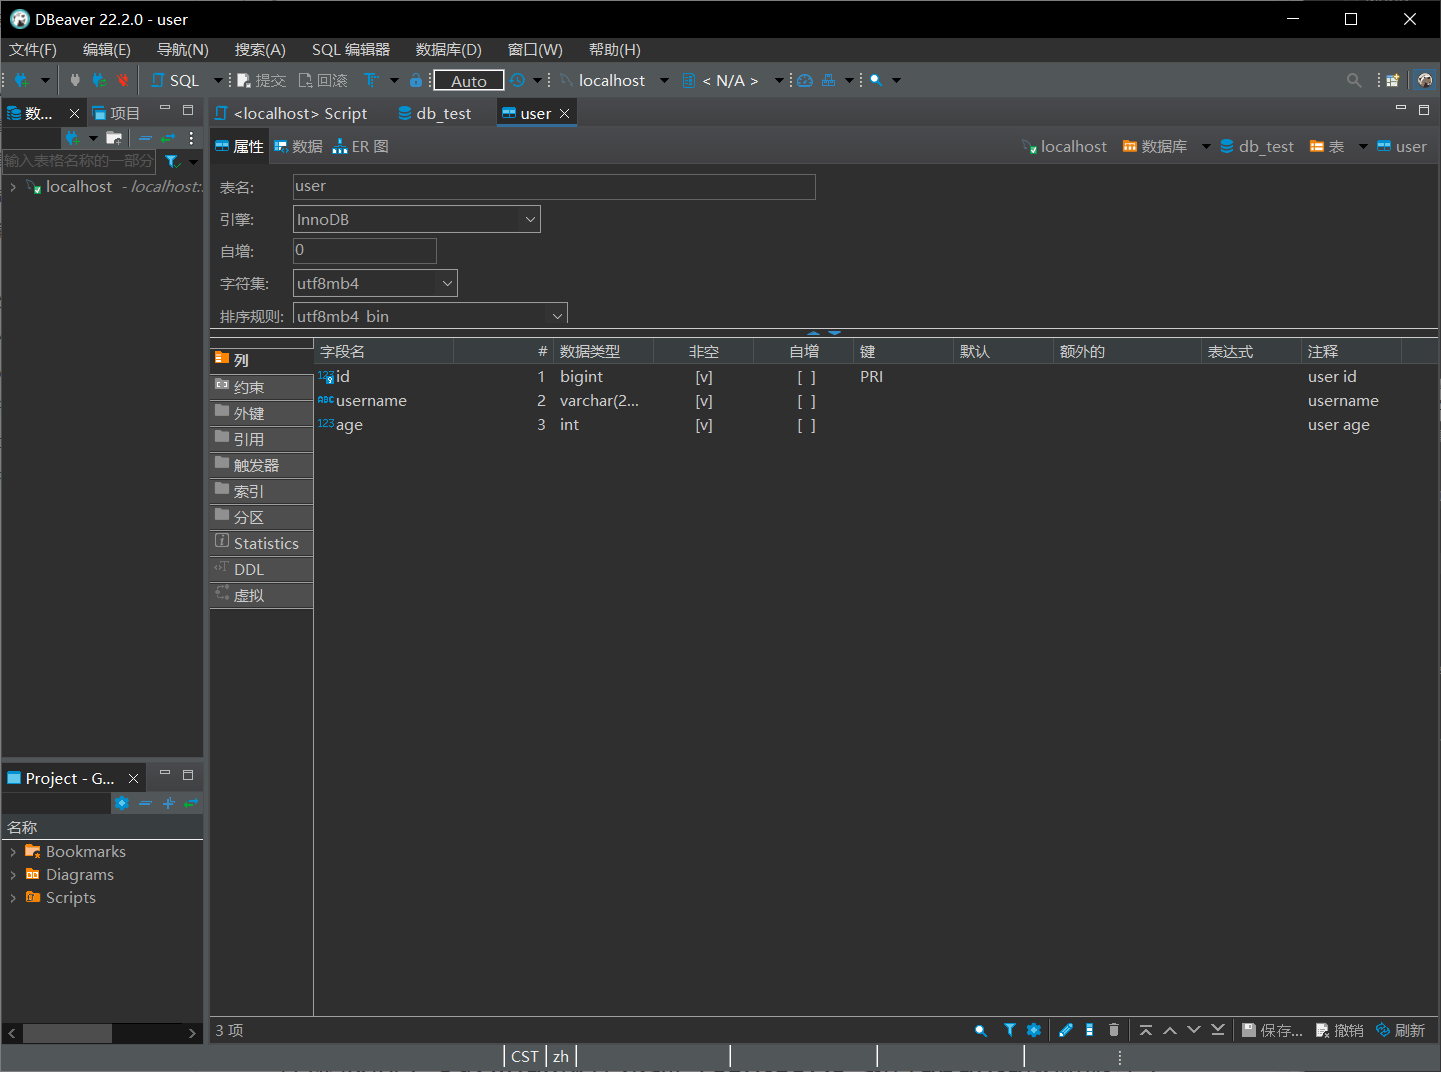 DBeaver 22.2.0 - user
文件(F) 编辑(E) 导航(N) 搜索(A) SQL 编辑器 数据库(D) 窗口(W) 帮助(H)
SQL 提交 回滚 Auto localhost < N/A >
数... 项目 <localhost> Script db_test user
属性 数据 ER 图 localhost 数据库 db_test 表 user
输入表格名称的一部分
localhost - localhost:
表名: user
引擎: InnoDB
自增: 0
字符集: utf8mb4
排序规则: utf8mb4_bin
字段名 # 数据类型 非空 自增 键 默认 额外的 表达式 注释
123 id 1 bigint [v] [ ] PRI user id
ABC username 2 varchar(2... [v] [ ] username
123 age 3 int [v] [ ] user age
列
约束
外键
引用
触发器
索引
分区
Statistics
DDL
虚拟
Project - G...
名称
Bookmarks
Diagrams
Scripts
3 项 保存... 撤销 刷新
CST zh